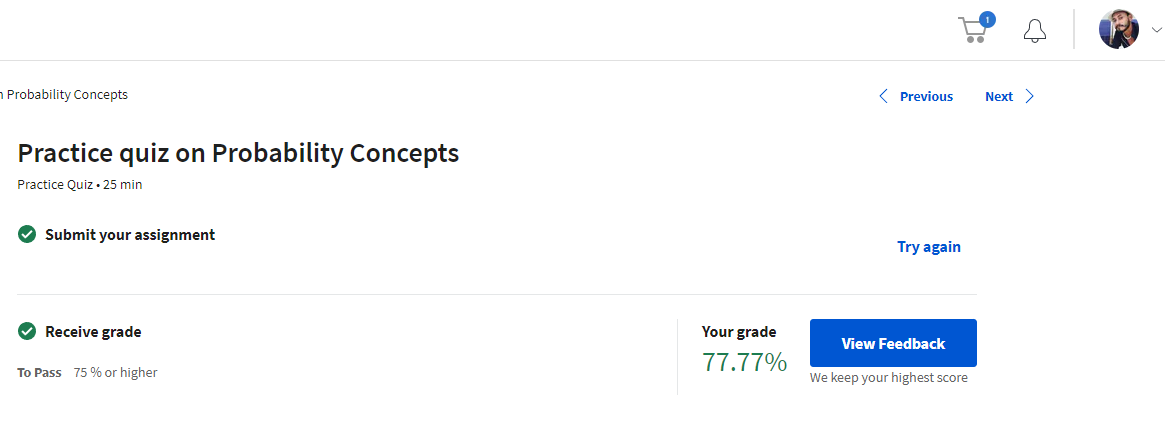 1
n Probability Concepts
Previous
Next
Practice quiz on Probability Concepts
Practice Quiz • 25 min
Submit your assignment
Try again
Receive grade
To Pass 75 % or higher
Your grade
77.77%
View Feedback
We keep your highest score